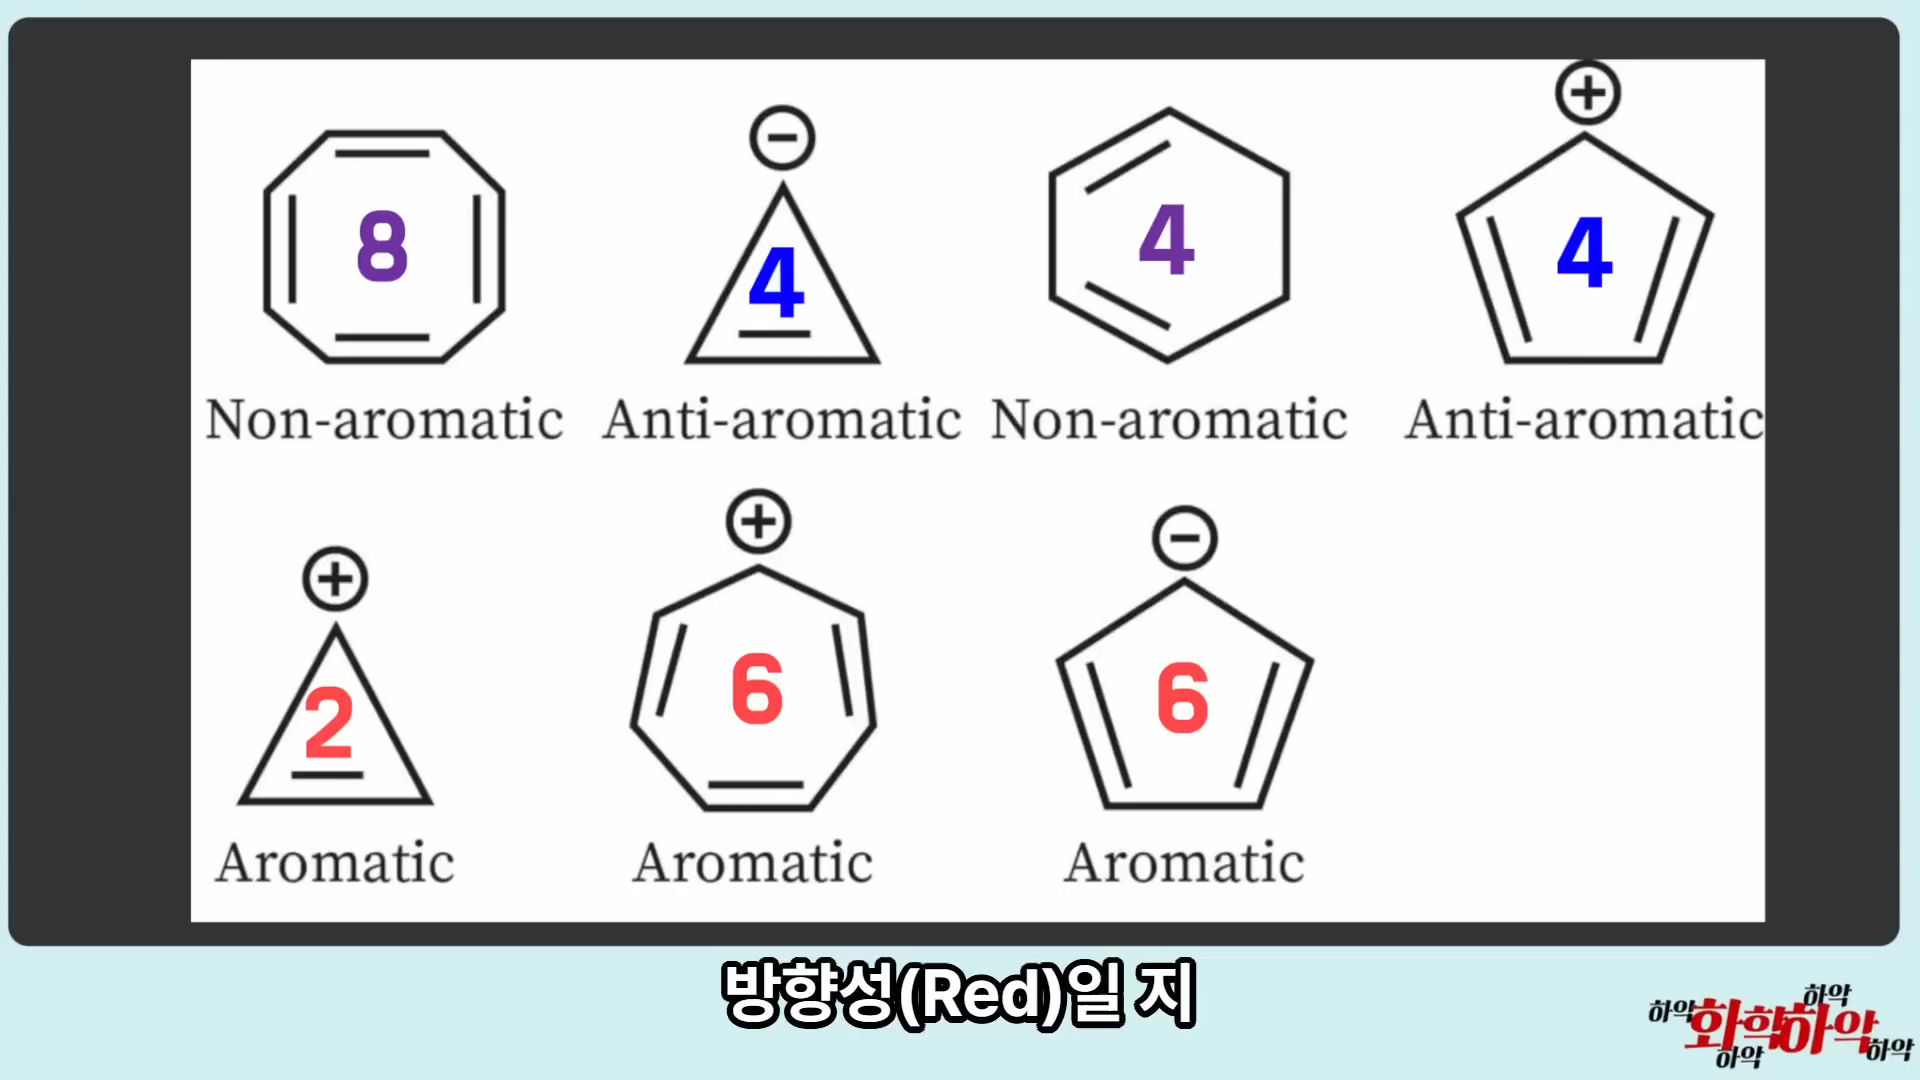 8
⊖
4
4
⊕
4
Non-aromatic
Anti-aromatic
Non-aromatic
Anti-aromatic
⊕
2
⊕
6
⊖
6
Aromatic
Aromatic
Aromatic
방향성(Red)일 지
하악
하악
화학하악
하악
하악